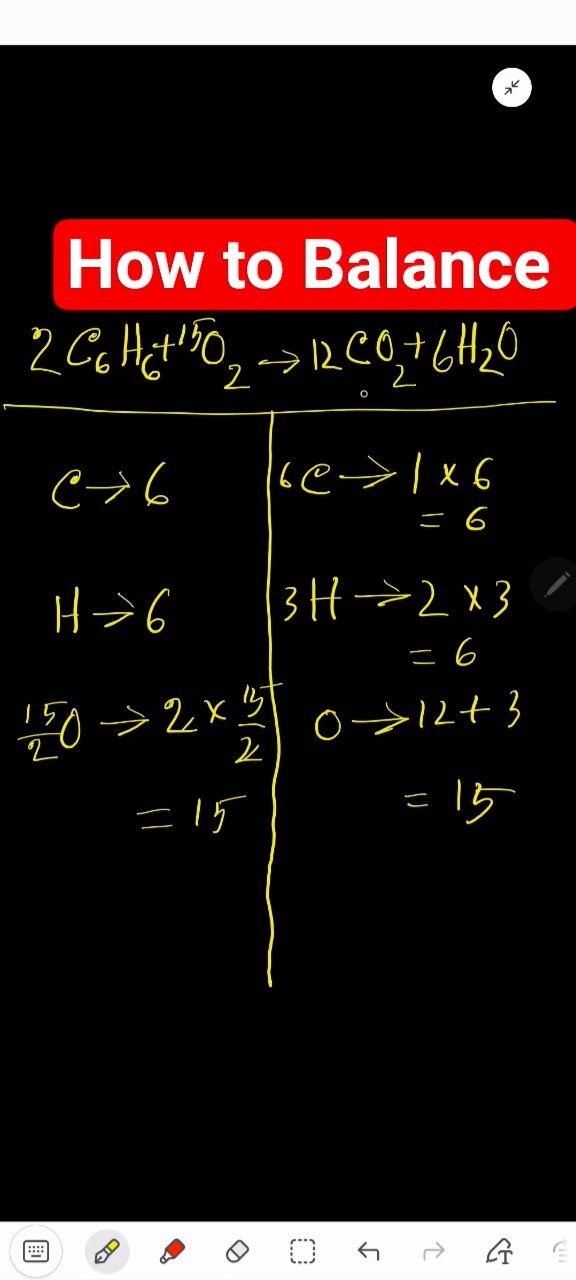 How to Balance
2C₆H₆+15O₂→12CO₂+6H₂O
C→6
6C→1×6
=6
H→6
3H→2×3
=6
15/2O→2×15/2
=15
O→12+3
=15